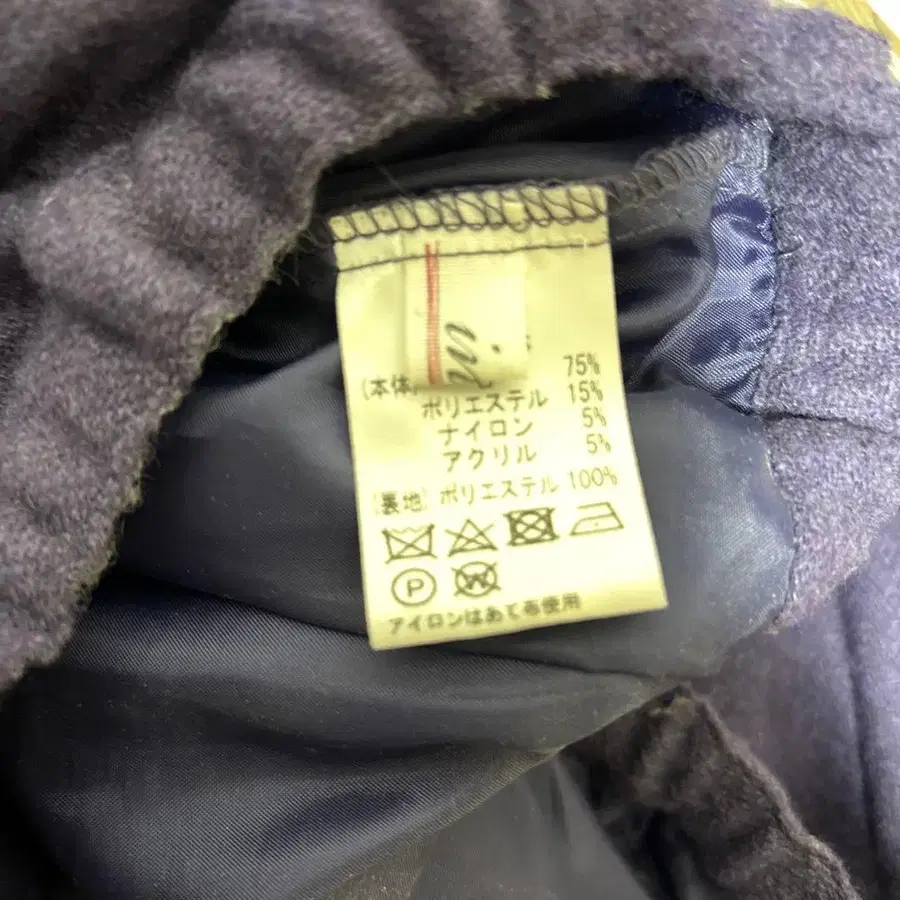 75%
(本体)
ポリエステル 15%
ナイロン 5%
アクリル 5%
(裏地) ポリエステル 100%
P
W
アイロンはあて布使用